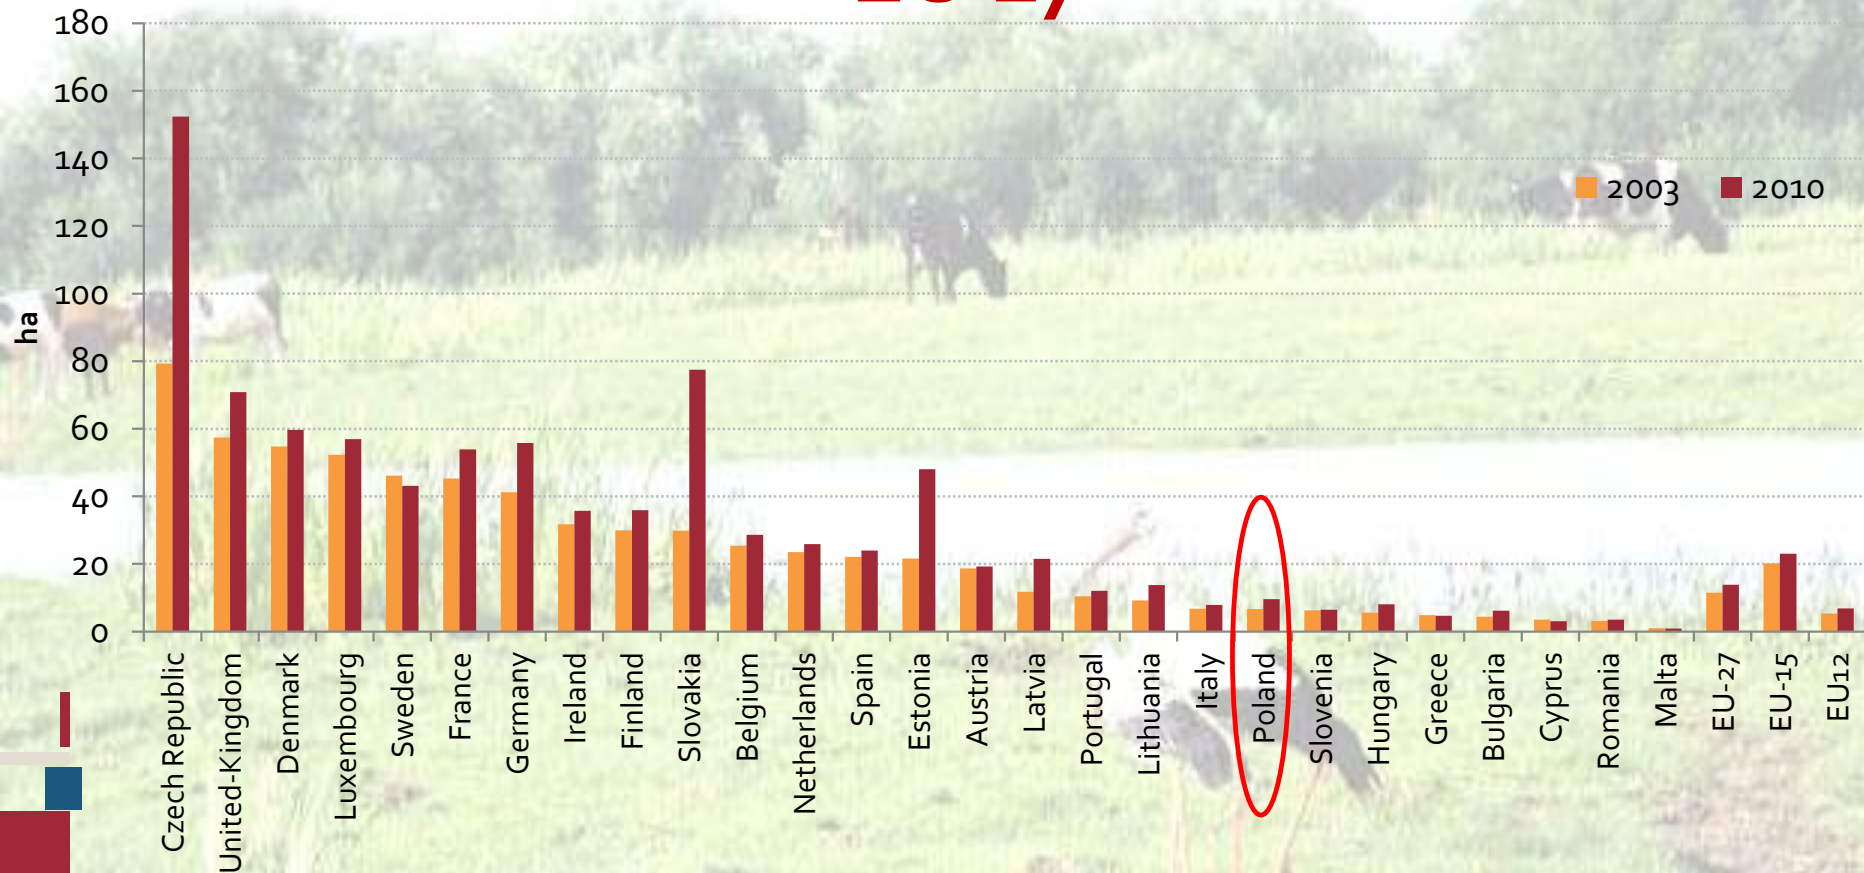 180
160
140
120
100
80
60
40
20
0
ha
2003 2010
Czech Republic
United-Kingdom
Denmark
Luxembourg
Sweden
France
Germany
Ireland
Finland
Slovakia
Belgium
Netherlands
Spain
Estonia
Austria
Latvia
Portugal
Lithuania
Italy
Poland
Slovenia
Hungary
Greece
Bulgaria
Cyprus
Romania
Malta
EU-27
EU-15
EU12